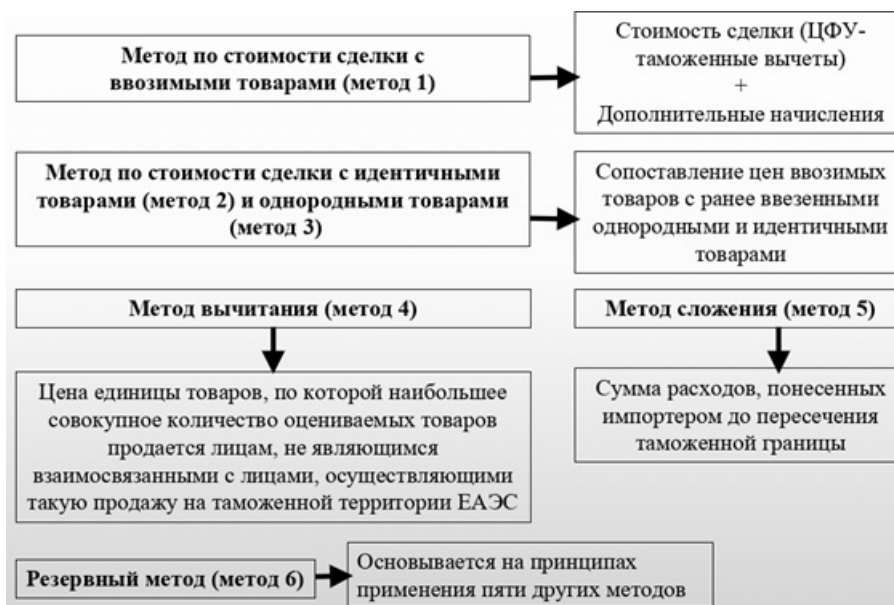 Метод по стоимости сделки с
ввозимыми товарами (метод 1)
Стоимость сделки (ЦФУ-
таможенные вычеты)
+
Дополнительные начисления
Метод по стоимости сделки с идентичными
товарами (метод 2) и однородными товарами
(метод 3)
Сопоставление цен ввозимых
товаров с ранее ввезенными
однородными и идентичными
товарами
Метод вычитания (метод 4)
Метод сложения (метод 5)
Цена единицы товаров, по которой наибольшее
совокупное количество оцениваемых товаров
продается лицам, не являющимся
взаимосвязанными с лицами, осуществляющими
такую продажу на таможенной территории ЕАЭС
Сумма расходов, понесенных
импортером до пересечения
таможенной границы
Резервный метод (метод 6)
Основывается на принципах
применения пяти других методов